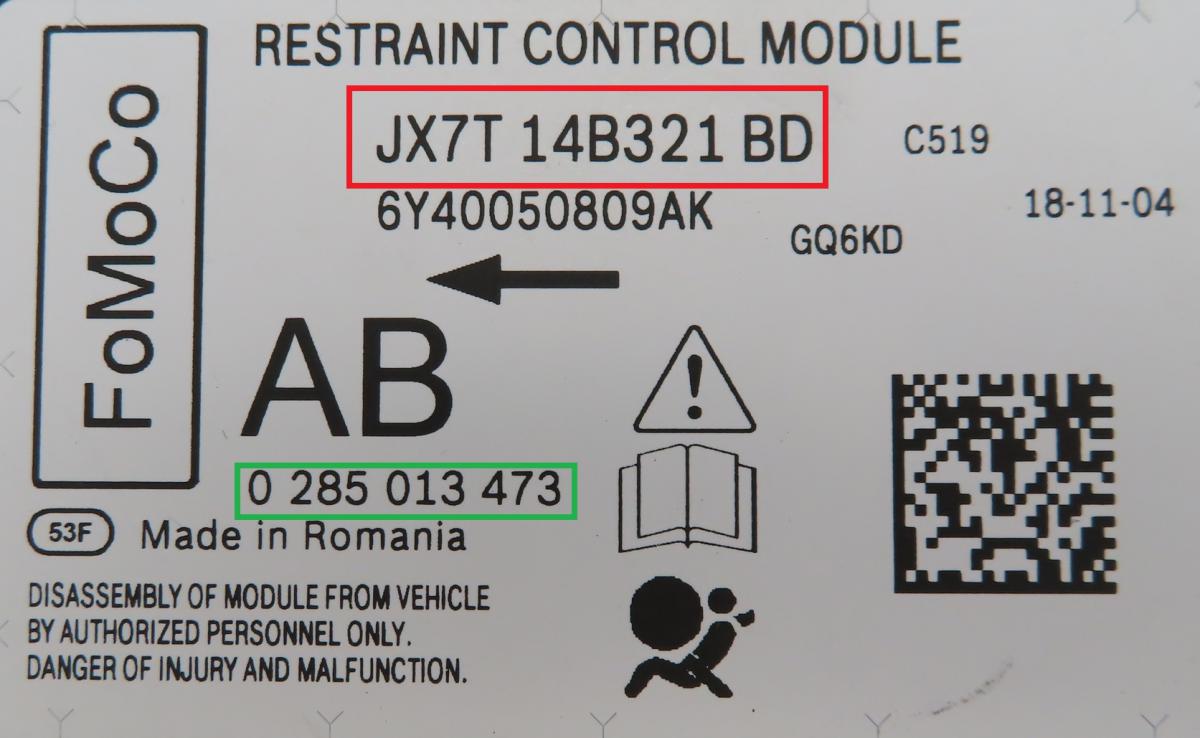 RESTRAINT CONTROL MODULE
FoMoCo
JX7T 14B321 BD
C519
6Y40050809AK
18-11-04
GQ6KD
AB
0 285 013 473
53F Made in Romania
DISASSEMBLY OF MODULE FROM VEHICLE
BY AUTHORIZED PERSONNEL ONLY.
DANGER OF INJURY AND MALFUNCTION.